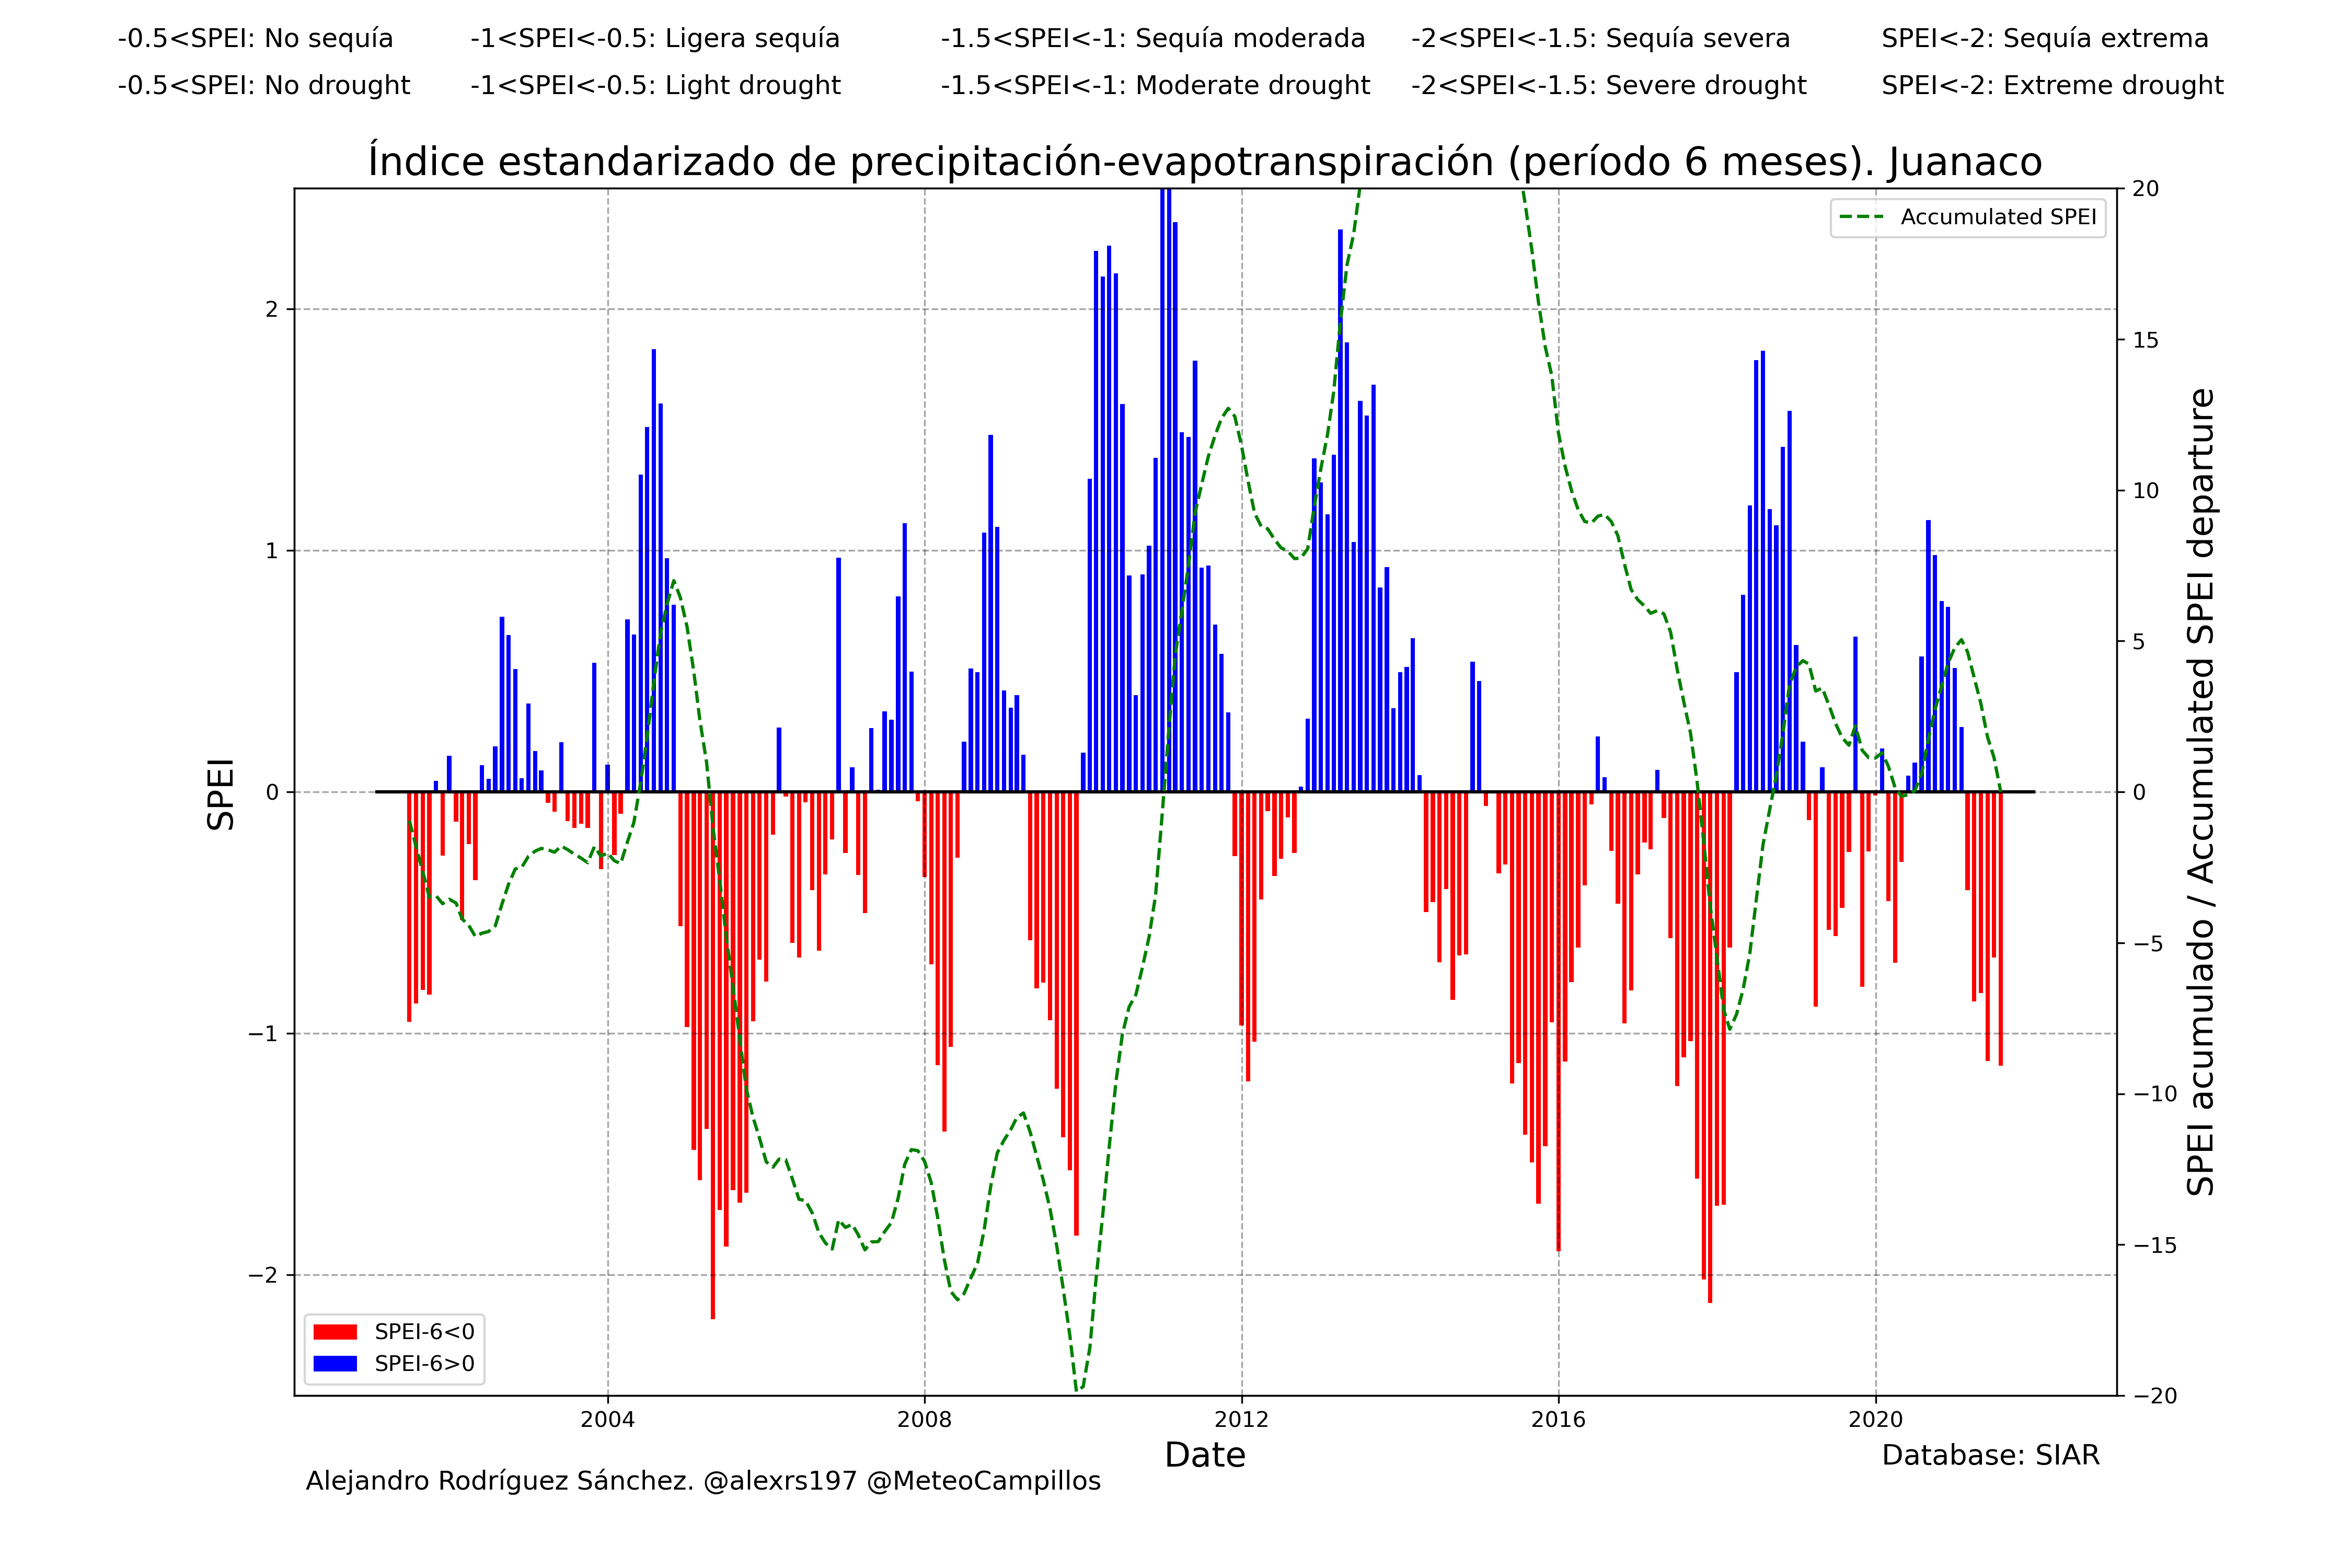 -0.5<SPEI: No sequía -1<SPEI<-0.5: Ligera sequía -1.5<SPEI<-1: Sequía moderada -2<SPEI<-1.5: Sequía severa SPEI<-2: Sequía extrema
-0.5<SPEI: No drought -1<SPEI<-0.5: Light drought -1.5<SPEI<-1: Moderate drought -2<SPEI<-1.5: Severe drought SPEI<-2: Extreme drought
Índice estandarizado de precipitación-evapotranspiración (período 6 meses). Juanaco
Accumulated SPEI
SPEI
2
1
0
−1
−2
20
15
10
5
0
−5
−10
−15
−20
SPEI acumulado / Accumulated SPEI departure
SPEI-6<0
SPEI-6>0
2004 2008 2012 2016 2020
Date
Database: SIAR
Alejandro Rodríguez Sánchez. @alexrs197 @MeteoCampillos